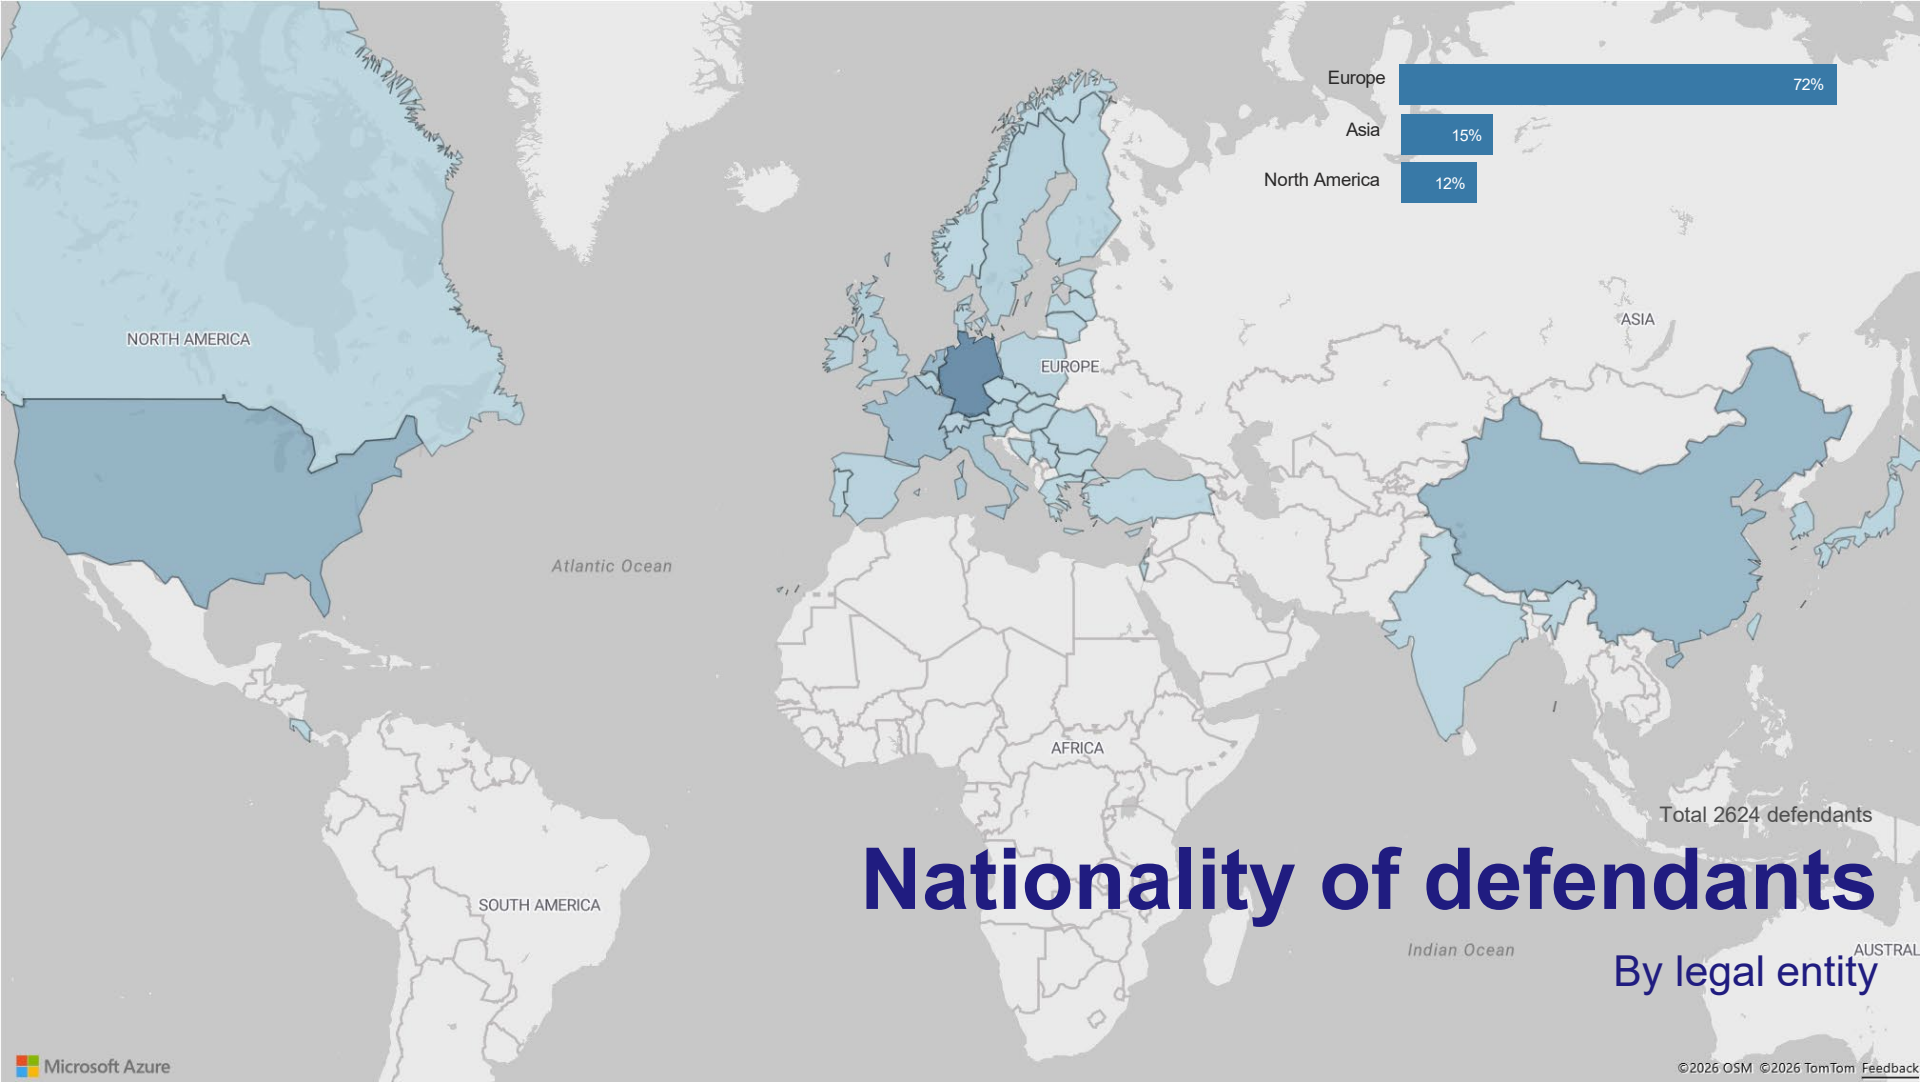 Europe
72%
Asia
15%
North America
12%
NORTH AMERICA
ASIA
EUROPE
Atlantic Ocean
AFRICA
Total 2624 defendants
Nationality of defendants
SOUTH AMERICA
Indian Ocean
AUSTRAL
By legal entity
Microsoft Azure
©2026 OSM ©2026 TomTom Feedback